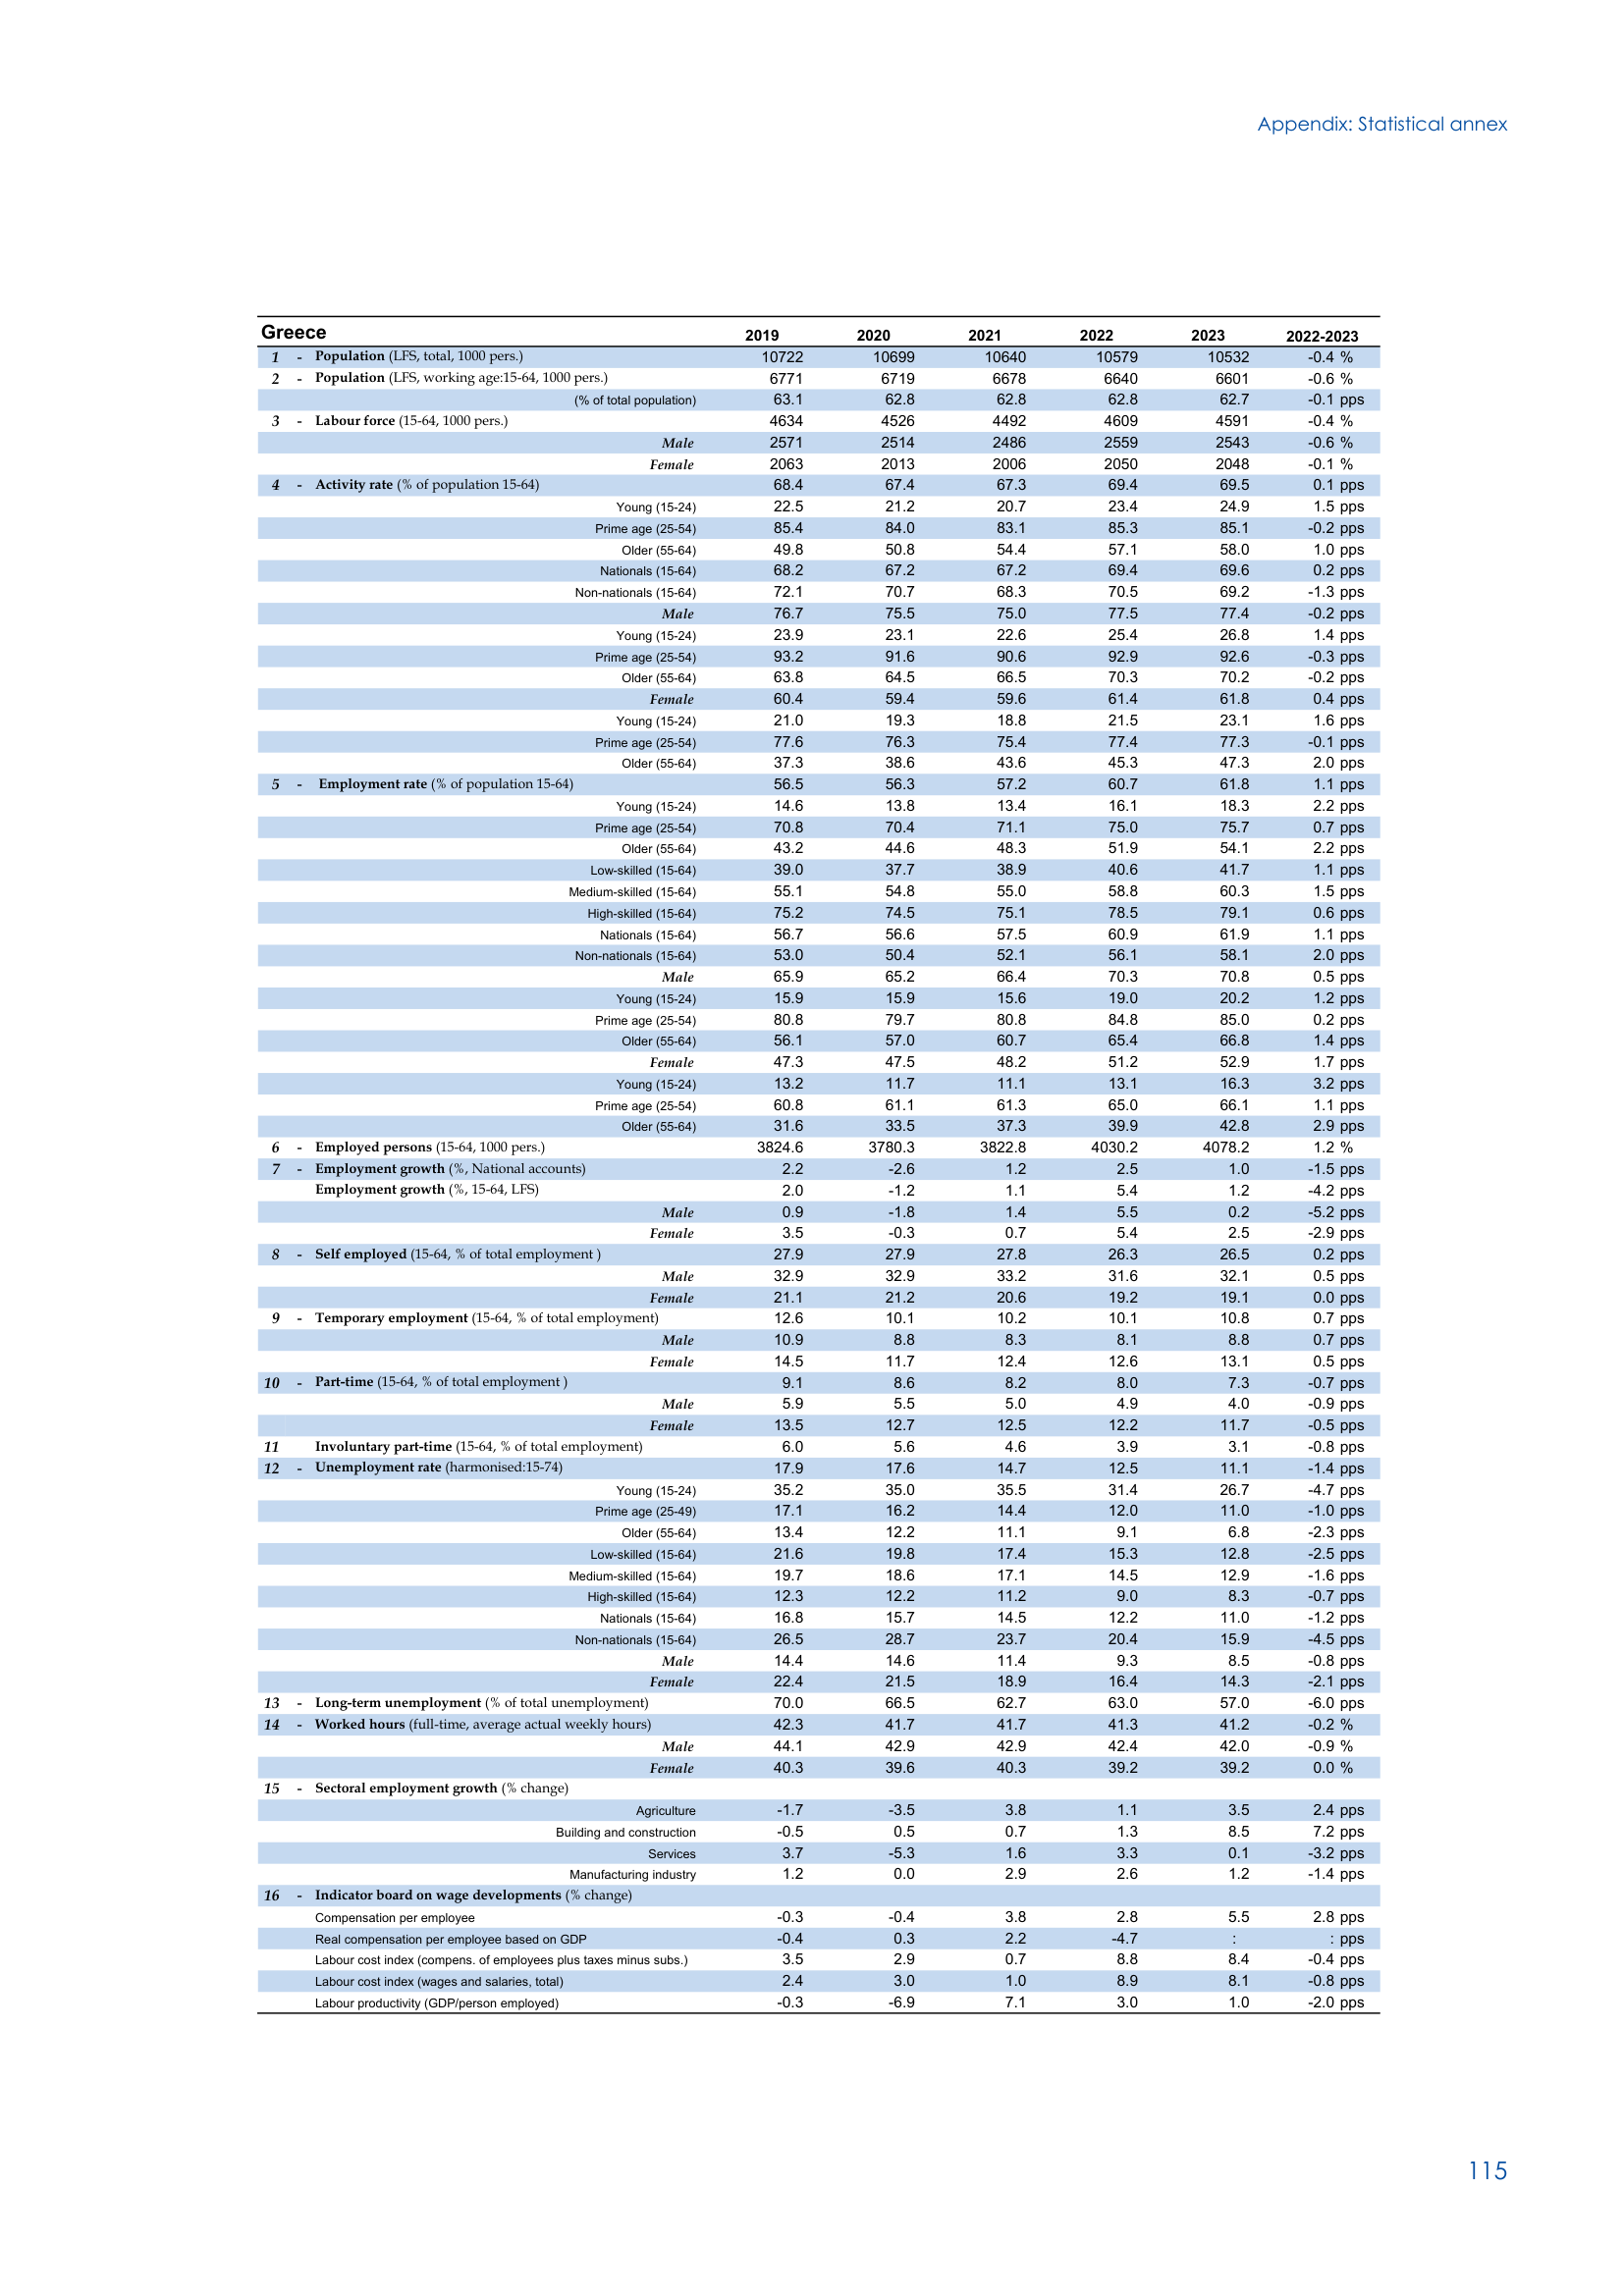 Appendix: Statistical annex
Greece 2019 2020 2021 2022 2023 2022-2023
1 - Population (LFS, total, 1000 pers.) 10722 10699 10640 10579 10532 -0.4 %
2 - Population (LFS, working age:15-64, 1000 pers.) 6771 6719 6678 6640 6601 -0.6 %
(% of total population) 63.1 62.8 62.8 62.8 62.7 -0.1 pps
3 - Labour force (15-64, 1000 pers.) 4634 4526 4492 4609 4591 -0.4 %
Male 2571 2514 2486 2559 2543 -0.6 %
Female 2063 2013 2006 2050 2048 -0.1 %
4 - Activity rate (% of population 15-64) 68.4 67.4 67.3 69.4 69.5 0.1 pps
Young (15-24) 22.5 21.2 20.7 23.4 24.9 1.5 pps
Prime age (25-54) 85.4 84.0 83.1 85.3 85.1 -0.2 pps
Older (55-64) 49.8 50.8 54.4 57.1 58.0 1.0 pps
Nationals (15-64) 68.2 67.2 67.2 69.4 69.6 0.2 pps
Non-nationals (15-64) 72.1 70.7 68.3 70.5 69.2 -1.3 pps
Male 76.7 75.5 75.0 77.5 77.4 -0.2 pps
Young (15-24) 23.9 23.1 22.6 25.4 26.8 1.4 pps
Prime age (25-54) 93.2 91.6 90.6 92.9 92.6 -0.3 pps
Older (55-64) 63.8 64.5 66.5 70.3 70.2 -0.2 pps
Female 60.4 59.4 59.6 61.4 61.8 0.4 pps
Young (15-24) 21.0 19.3 18.8 21.5 23.1 1.6 pps
Prime age (25-54) 77.6 76.3 75.4 77.4 77.3 -0.1 pps
Older (55-64) 37.3 38.6 43.6 45.3 47.3 2.0 pps
5 - Employment rate (% of population 15-64) 56.5 56.3 57.2 60.7 61.8 1.1 pps
Young (15-24) 14.6 13.8 13.4 16.1 18.3 2.2 pps
Prime age (25-54) 70.8 70.4 71.1 75.0 75.7 0.7 pps
Older (55-64) 43.2 44.6 48.3 51.9 54.1 2.2 pps
Low-skilled (15-64) 39.0 37.7 38.9 40.6 41.7 1.1 pps
Medium-skilled (15-64) 55.1 54.8 55.0 58.8 60.3 1.5 pps
High-skilled (15-64) 75.2 74.5 75.1 78.5 79.1 0.6 pps
Nationals (15-64) 56.7 56.6 57.5 60.9 61.9 1.1 pps
Non-nationals (15-64) 53.0 50.4 52.1 56.1 58.1 2.0 pps
Male 65.9 65.2 66.4 70.3 70.8 0.5 pps
Young (15-24) 15.9 15.9 15.6 19.0 20.2 1.2 pps
Prime age (25-54) 80.8 79.7 80.8 84.8 85.0 0.2 pps
Older (55-64) 56.1 57.0 60.7 65.4 66.8 1.4 pps
Female 47.3 47.5 48.2 51.2 52.9 1.7 pps
Young (15-24) 13.2 11.7 11.1 13.1 16.3 3.2 pps
Prime age (25-54) 60.8 61.1 61.3 65.0 66.1 1.1 pps
Older (55-64) 31.6 33.5 37.3 39.9 42.8 2.9 pps
6 - Employed persons (15-64, 1000 pers.) 3824.6 3780.3 3822.8 4030.2 4078.2 1.2 %
7 - Employment growth (%, National accounts) 2.2 -2.6 1.2 2.5 1.0 -1.5 pps
Employment growth (%, 15-64, LFS) 2.0 -1.2 1.1 5.4 1.2 -4.2 pps
Male 0.9 -1.8 1.4 5.5 0.2 -5.2 pps
Female 3.5 -0.3 0.7 5.4 2.5 -2.9 pps
8 - Self employed (15-64, % of total employment ) 27.9 27.9 27.8 26.3 26.5 0.2 pps
Male 32.9 32.9 33.2 31.6 32.1 0.5 pps
Female 21.1 21.2 20.6 19.2 19.1 0.0 pps
9 - Temporary employment (15-64, % of total employment) 12.6 10.1 10.2 10.1 10.8 0.7 pps
Male 10.9 8.8 8.3 8.1 8.8 0.7 pps
Female 14.5 11.7 12.4 12.6 13.1 0.5 pps
10 - Part-time (15-64, % of total employment ) 9.1 8.6 8.2 8.0 7.3 -0.7 pps
Male 5.9 5.5 5.0 4.9 4.0 -0.9 pps
Female 13.5 12.7 12.5 12.2 11.7 -0.5 pps
11 Involuntary part-time (15-64, % of total employment) 6.0 5.6 4.6 3.9 3.1 -0.8 pps
12 - Unemployment rate (harmonised:15-74) 17.9 17.6 14.7 12.5 11.1 -1.4 pps
Young (15-24) 35.2 35.0 35.5 31.4 26.7 -4.7 pps
Prime age (25-49) 17.1 16.2 14.4 12.0 11.0 -1.0 pps
Older (55-64) 13.4 12.2 11.1 9.1 6.8 -2.3 pps
Low-skilled (15-64) 21.6 19.8 17.4 15.3 12.8 -2.5 pps
Medium-skilled (15-64) 19.7 18.6 17.1 14.5 12.9 -1.6 pps
High-skilled (15-64) 12.3 12.2 11.2 9.0 8.3 -0.7 pps
Nationals (15-64) 16.8 15.7 14.5 12.2 11.0 -1.2 pps
Non-nationals (15-64) 26.5 28.7 23.7 20.4 15.9 -4.5 pps
Male 14.4 14.6 11.4 9.3 8.5 -0.8 pps
Female 22.4 21.5 18.9 16.4 14.3 -2.1 pps
13 - Long-term unemployment (% of total unemployment) 70.0 66.5 62.7 63.0 57.0 -6.0 pps
14 - Worked hours (full-time, average actual weekly hours) 42.3 41.7 41.7 41.3 41.2 -0.2 %
Male 44.1 42.9 42.9 42.4 42.0 -0.9 %
Female 40.3 39.6 40.3 39.2 39.2 0.0 %
15 - Sectoral employment growth (% change)
Agriculture -1.7 -3.5 3.8 1.1 3.5 2.4 pps
Building and construction -0.5 0.5 0.7 1.3 8.5 7.2 pps
Services 3.7 -5.3 1.6 3.3 0.1 -3.2 pps
Manufacturing industry 1.2 0.0 2.9 2.6 1.2 -1.4 pps
16 - Indicator board on wage developments (% change)
Compensation per employee -0.3 -0.4 3.8 2.8 5.5 2.8 pps
Real compensation per employee based on GDP -0.4 0.3 2.2 -4.7 : : pps
Labour cost index (compens. of employees plus taxes minus subs.) 3.5 2.9 0.7 8.8 8.4 -0.4 pps
Labour cost index (wages and salaries, total) 2.4 3.0 1.0 8.9 8.1 -0.8 pps
Labour productivity (GDP/person employed) -0.3 -6.9 7.1 3.0 1.0 -2.0 pps
115